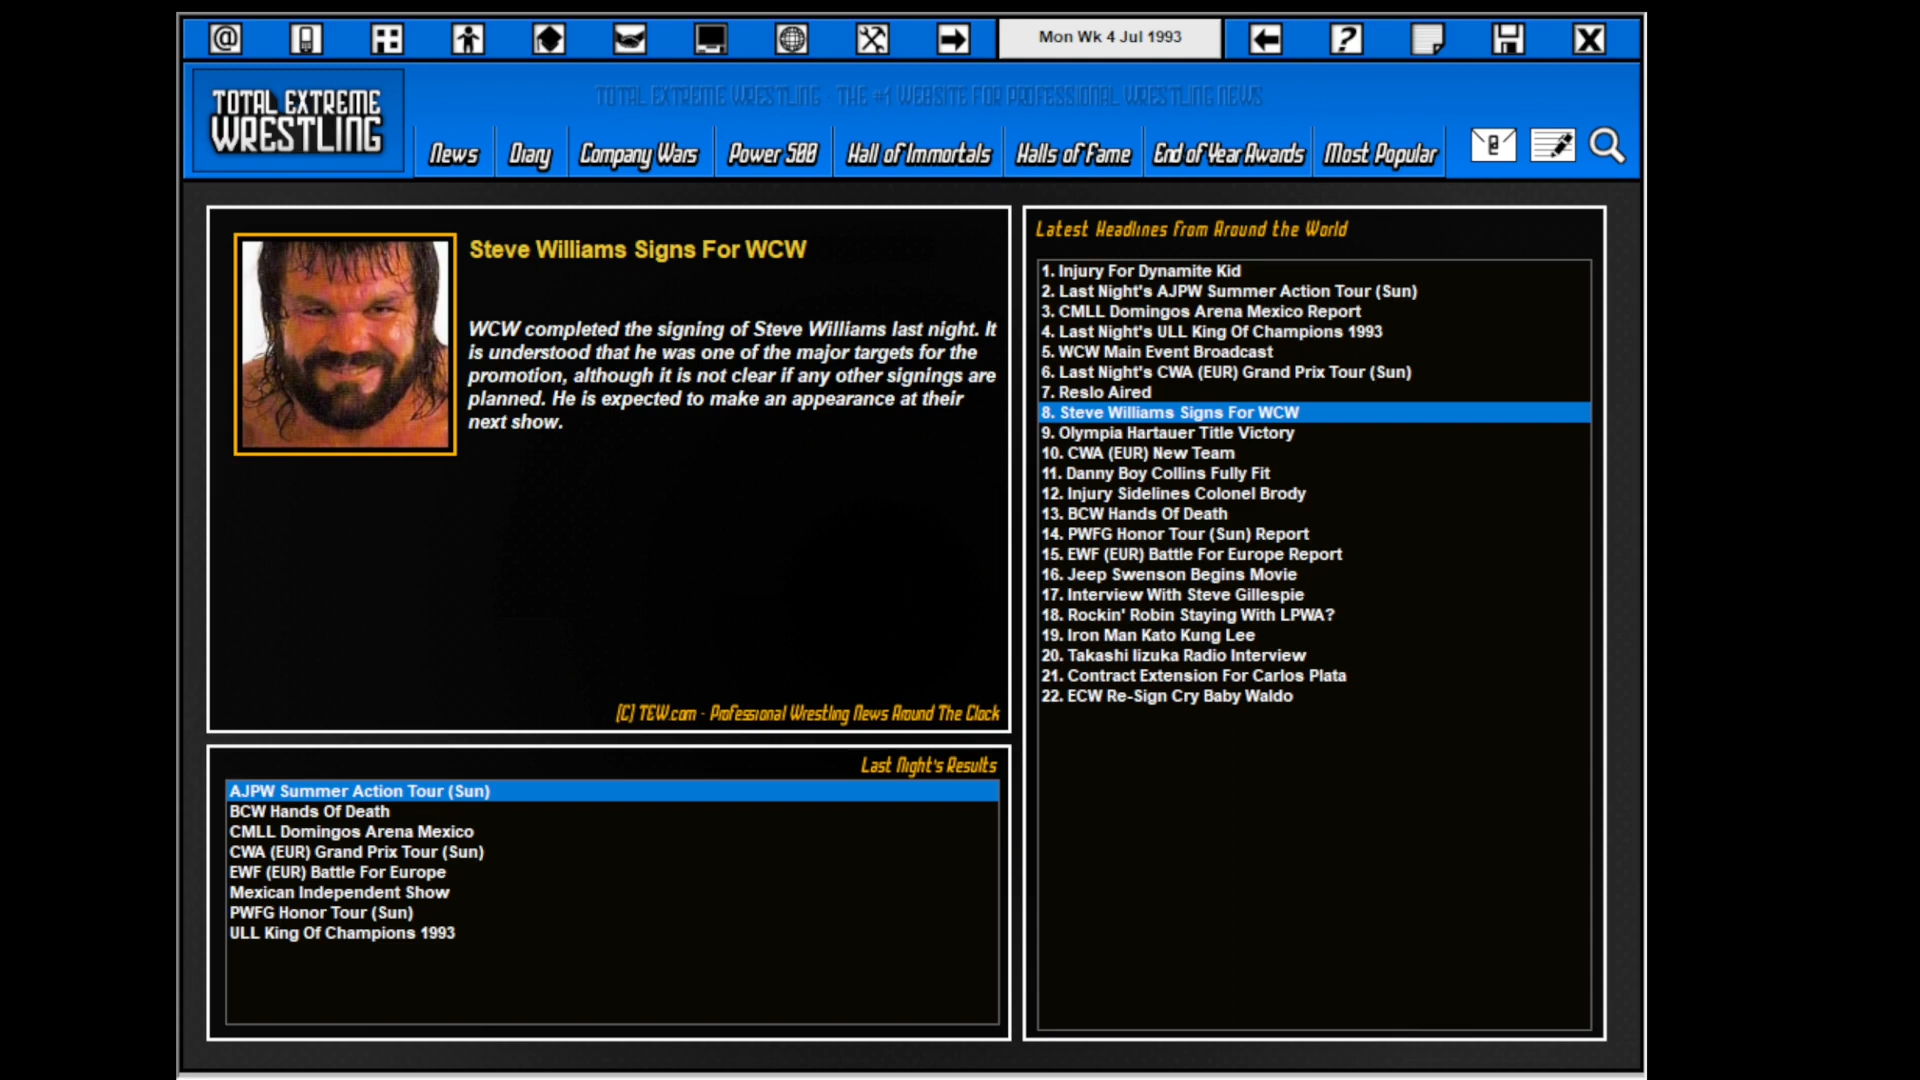 Mon Wk 4 Jul 1993
TOTAL EXTREME
WRESTLING
TOTAL EXTREME WRESTLING - THE #1 WEBSITE FOR PROFESSIONAL WRESTLING NEWS
News
Diary
Company Wars
Power 500
Hall of Immortals
Halls of Fame
End of Year Awards
Most Popular
Steve Williams Signs For WCW
WCW completed the signing of Steve Williams last night. It
is understood that he was one of the major targets for the
promotion, although it is not clear if any other signings are
planned. He is expected to make an appearance at their
next show.
(C) TEW.com - Professional Wrestling News Around The Clock
Last Night's Results
AJPW Summer Action Tour (Sun)
BCW Hands Of Death
CMLL Domingos Arena Mexico
CWA (EUR) Grand Prix Tour (Sun)
EWF (EUR) Battle For Europe
Mexican Independent Show
PWFG Honor Tour (Sun)
ULL King Of Champions 1993
Latest Headlines From Around the World
1. Injury For Dynamite Kid
2. Last Night's AJPW Summer Action Tour (Sun)
3. CMLL Domingos Arena Mexico Report
4. Last Night's ULL King Of Champions 1993
5. WCW Main Event Broadcast
6. Last Night's CWA (EUR) Grand Prix Tour (Sun)
7. Reslo Aired
8. Steve Williams Signs For WCW
9. Olympia Hartauer Title Victory
10. CWA (EUR) New Team
11. Danny Boy Collins Fully Fit
12. Injury Sidelines Colonel Brody
13. BCW Hands Of Death
14. PWFG Honor Tour (Sun) Report
15. EWF (EUR) Battle For Europe Report
16. Jeep Swenson Begins Movie
17. Interview With Steve Gillespie
18. Rockin' Robin Staying With LPWA?
19. Iron Man Kato Kung Lee
20. Takashi Iizuka Radio Interview
21. Contract Extension For Carlos Plata
22. ECW Re-Sign Cry Baby Waldo